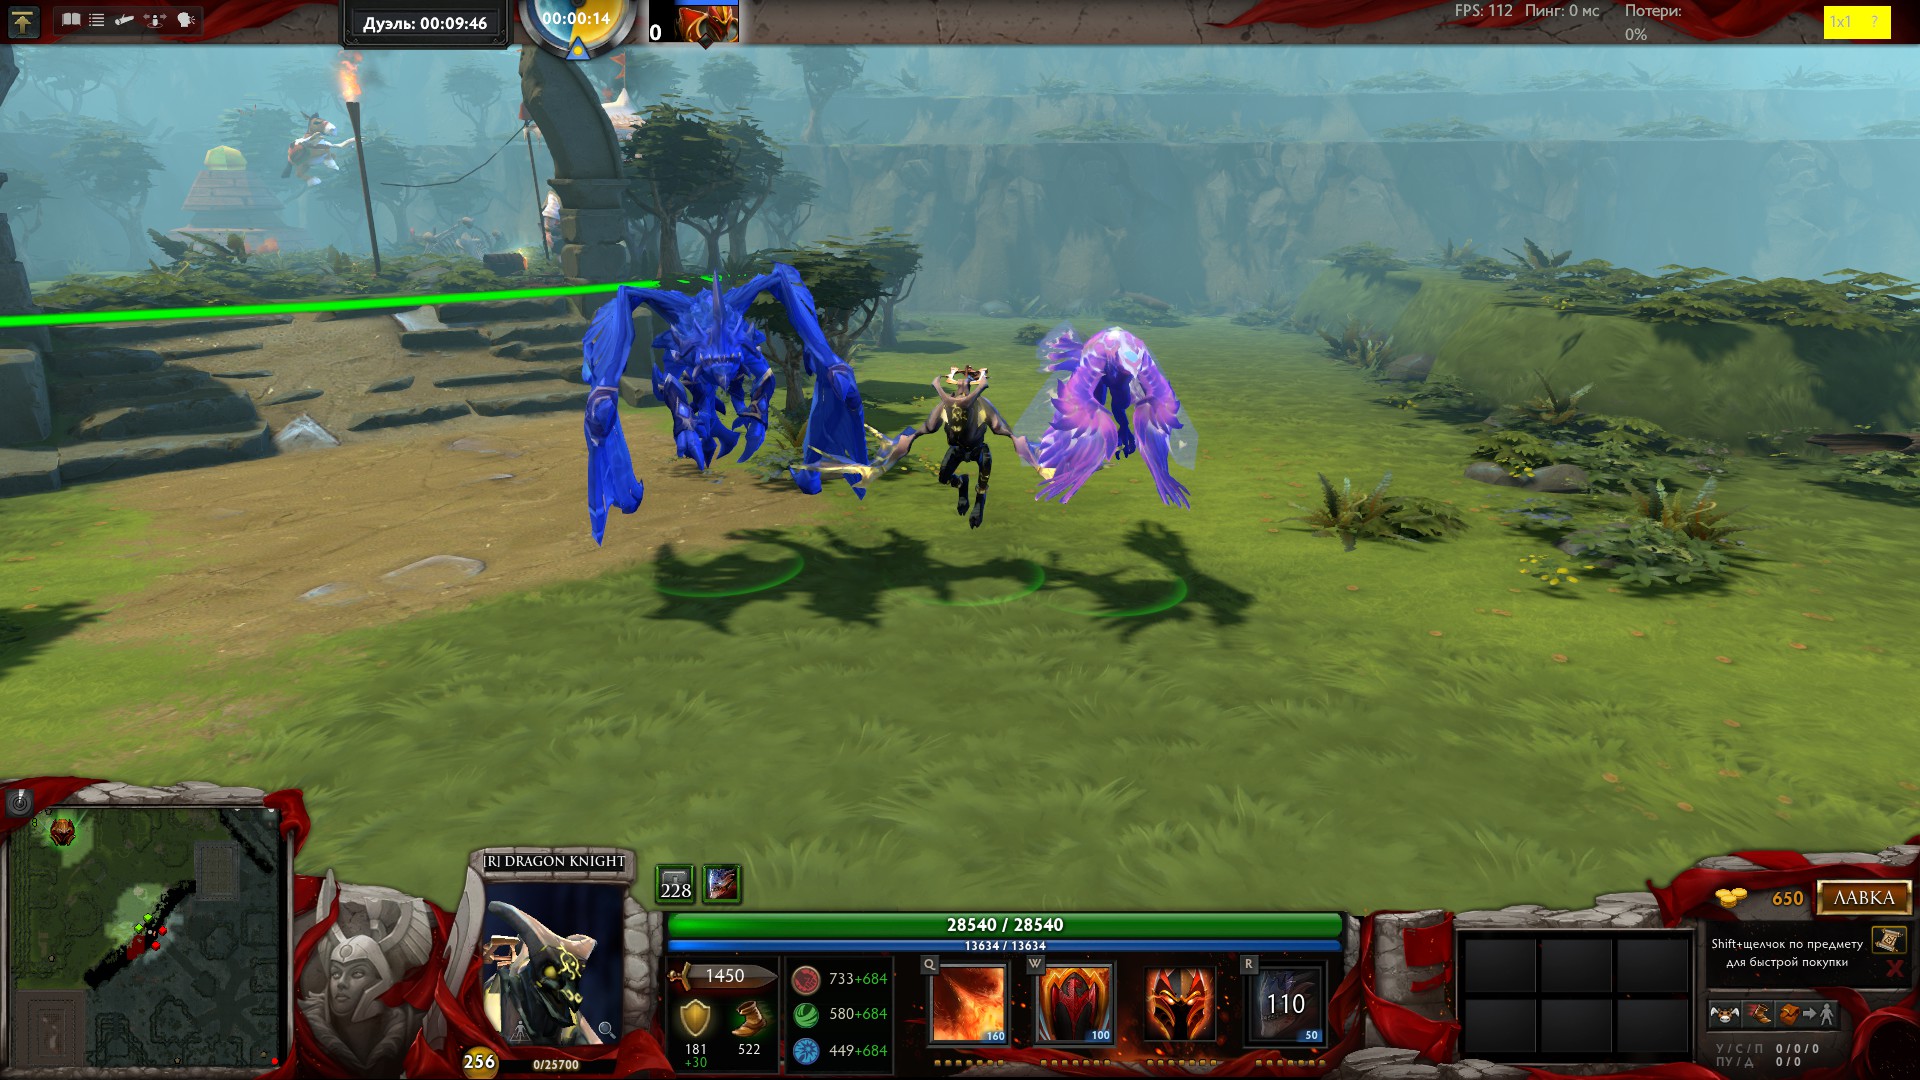 Дуэль: 00:09:46
00:00:14
0
FPS: 112 Пинг: 0 мс Потери: 0%
1x1 ?
[R] DRAGON KNIGHT
228
28540 / 28540
13634 / 13634
1450
181
+30
522
733+684
580+684
449+684
Q
160
W
100
R
110
50
256
0/25700
650
ЛАВКА
Shift+щелчок по предмету
для быстрой покупки
У / С / П 0 / 0 / 0
ПУ / Д 0 / 0